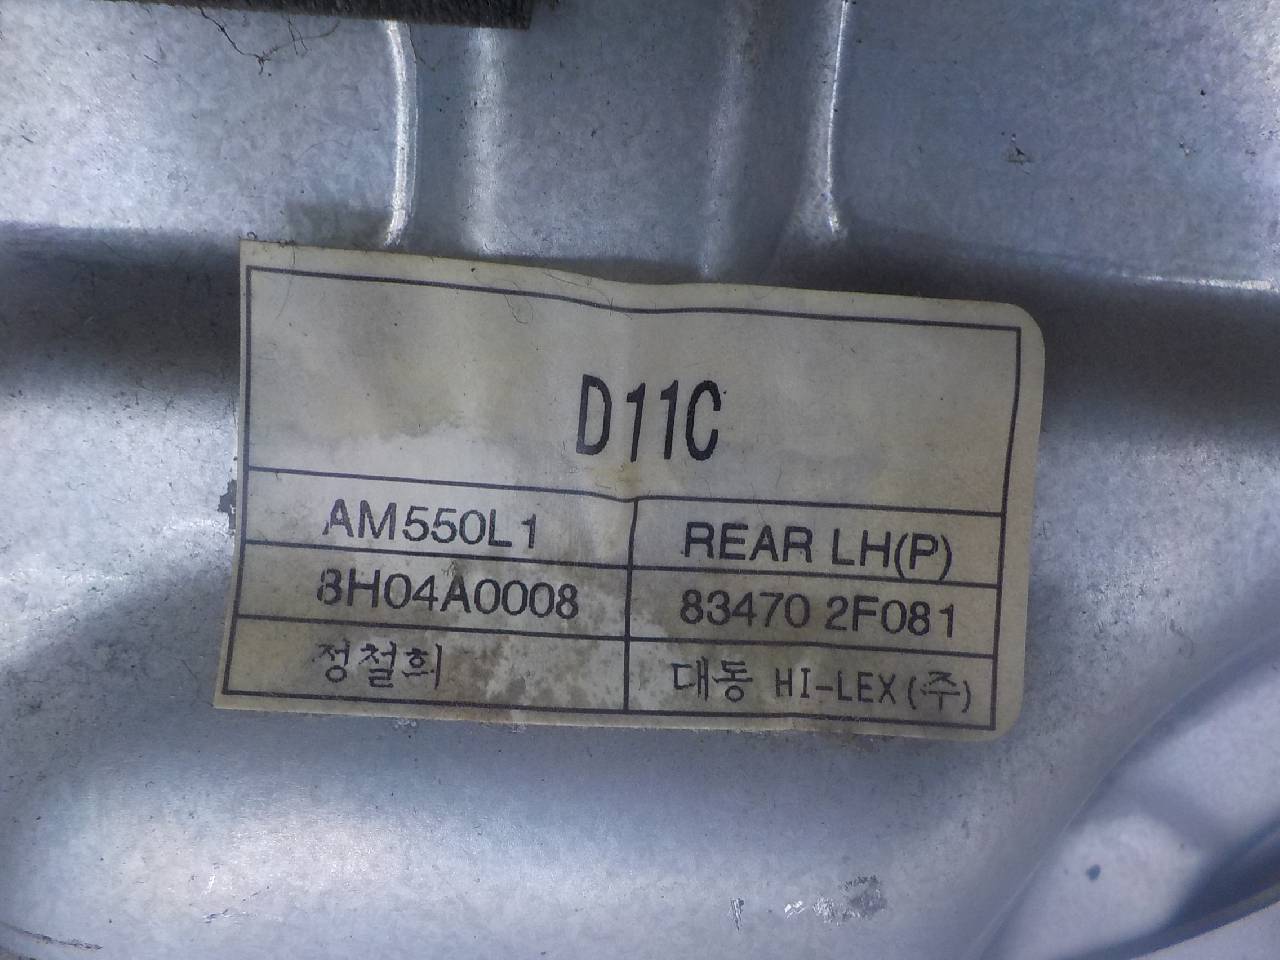 D11C
AM550L1 REAR LH(P)
8H04A0008 83470 2F081
정철희 대동 HI-LEX(주)